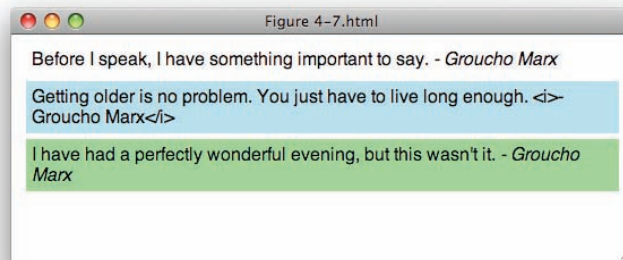 Figure 4-7.html
Before I speak, I have something important to say. - Groucho Marx
Getting older is no problem. You just have to live long enough. <i>-
Groucho Marx</i>
I have had a perfectly wonderful evening, but this wasn't it. - Groucho
Marx